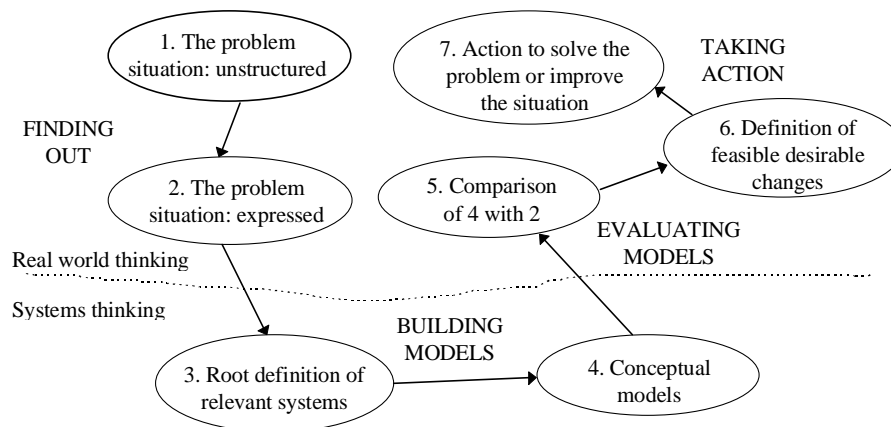 1. The problem
situation: unstructured
7. Action to solve the
problem or improve
the situation
TAKING
ACTION
FINDING
OUT
6. Definition of
feasible desirable
changes
2. The problem
situation: expressed
5. Comparison
of 4 with 2
EVALUATING
MODELS
Real world thinking
Systems thinking
BUILDING
MODELS
3. Root definition of
relevant systems
4. Conceptual
models